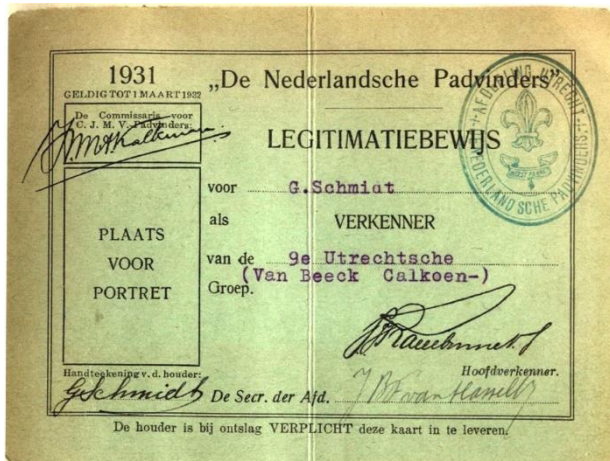 1931
GELDIG TOT 1 MAART 1932
„De Nederlandsche Padvinders"
De Commissaris voor
C. J. M. V. Padvinders:
LEGITIMATIEBEWIJS
AFDEELING UTRECHT
NEDERLANDSCHE PADVINDERS
voor G.Schmidt
als VERKENNER
PLAATS
VOOR
PORTRET
van de 9e Utrechtsche
(Van Beeck Calkoen-)
Groep.
Hoofdverkenner.
Handteekening v. d. houder:
GSchmidt
De Secr. der Afd.
De houder is bij ontslag VERPLICHT deze kaart in te leveren.